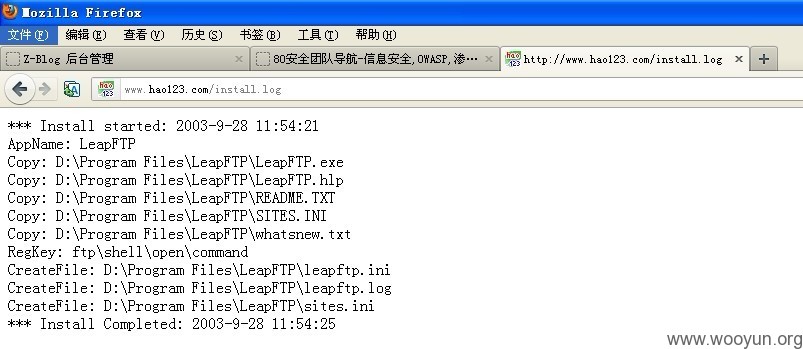 Mozilla Firefox
文件(F) 编辑(E) 查看(V) 历史(S) 书签(B) 工具(T) 帮助(H)
Z-Blog 后台管理 80安全团队导航-信息安全,OWASP,渗… http://www.hao123.com/install.log
www.hao123.com/install.log
*** Install started: 2003-9-28 11:54:21
AppName: LeapFTP
Copy: D:\Program Files\LeapFTP\LeapFTP.exe
Copy: D:\Program Files\LeapFTP\LeapFTP.hlp
Copy: D:\Program Files\LeapFTP\README.TXT
Copy: D:\Program Files\LeapFTP\SITES.INI
Copy: D:\Program Files\LeapFTP\whatsnew.txt
RegKey: ftp\shell\open\command
CreateFile: D:\Program Files\LeapFTP\leapftp.ini
CreateFile: D:\Program Files\LeapFTP\leapftp.log
CreateFile: D:\Program Files\LeapFTP\sites.ini
*** Install Completed: 2003-9-28 11:54:25
www.wooyun.org